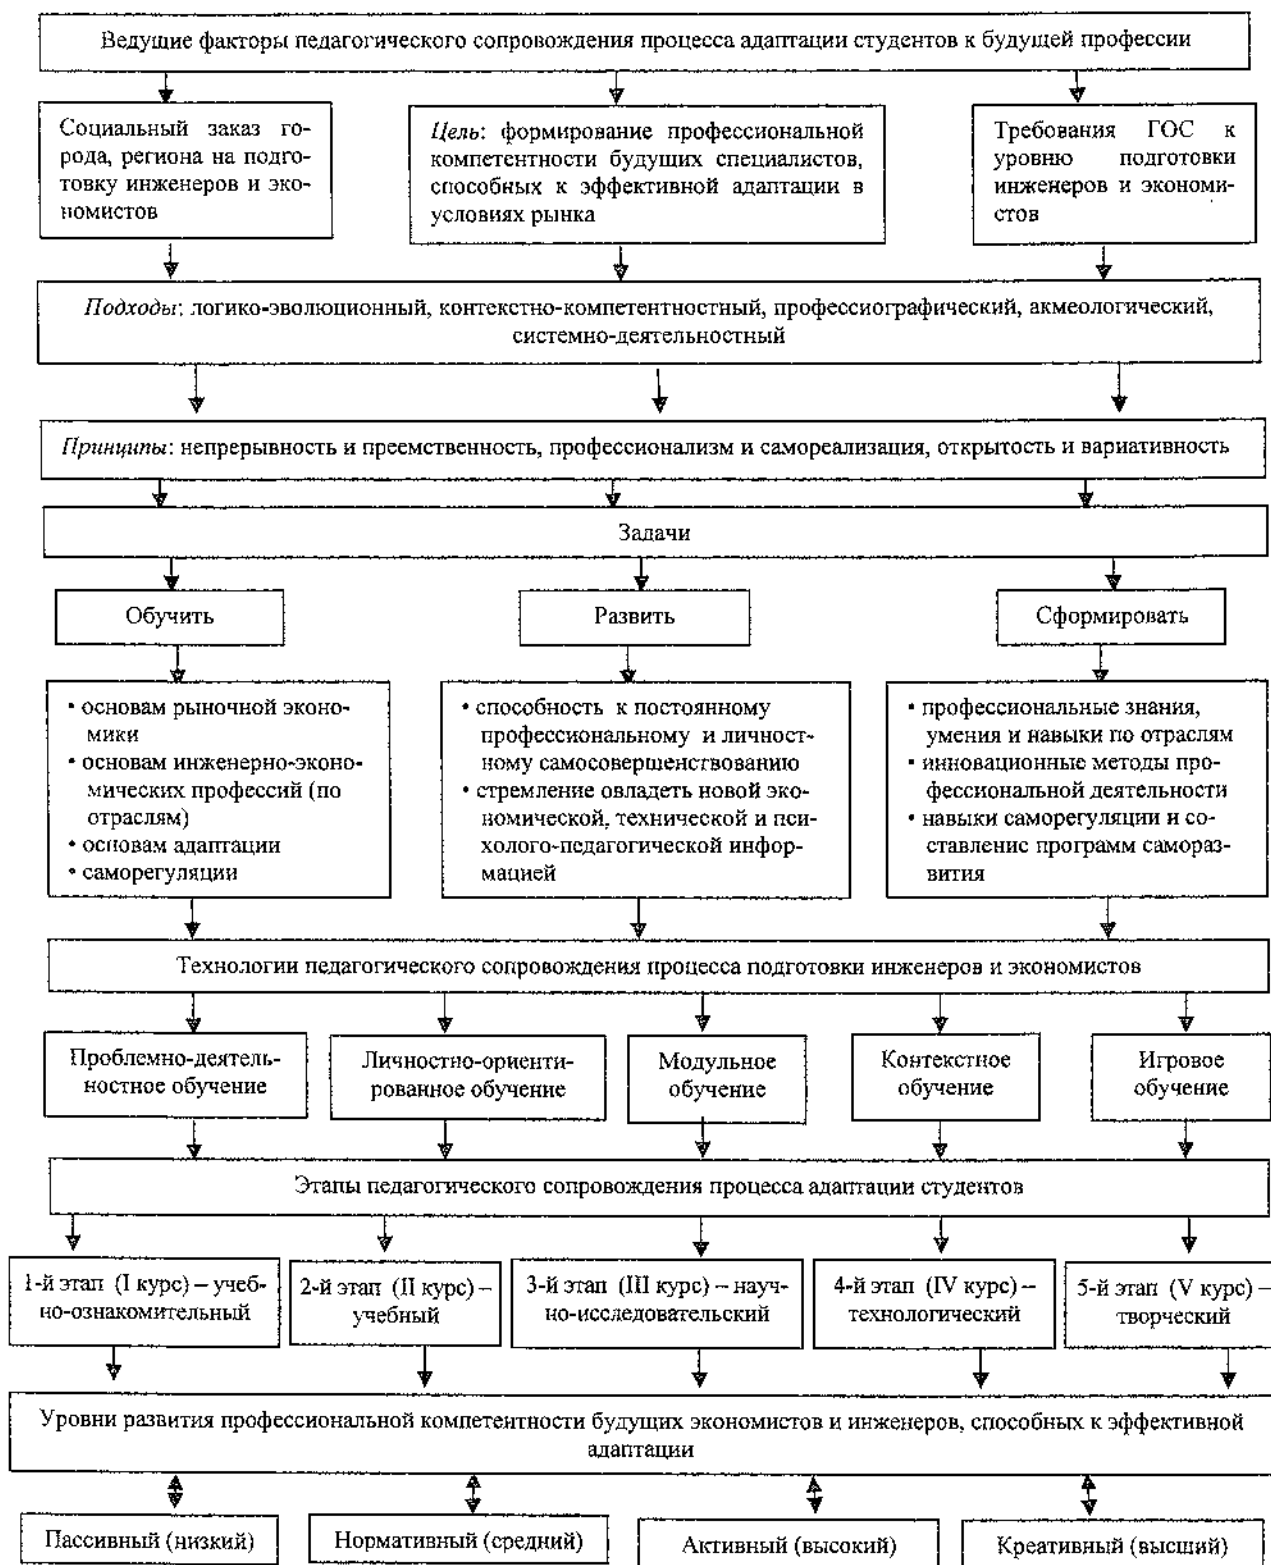 Ведущие факторы педагогического сопровождения процесса адаптации студентов к будущей профессии
Социальный заказ го-
рода, региона на подго-
товку инженеров и эко-
номистов
Цель: формирование профессиональной
компетентности будущих специалистов,
способных к эффективной адаптации в
условиях рынка
Требования ГОС к
уровню подготовки
инженеров и экономи-
стов
Подходы: логико-эволюционный, контекстно-компетентностный, профессиографический, акмеологический,
системно-деятельностный
Принципы: непрерывность и преемственность, профессионализм и самореализация, открытость и вариативность
Задачи
Обучить
Развить
Сформировать
• основам рыночной эконо-
мики
• основам инженерно-эконо-
мических профессий (по
отраслям)
• основам адаптации
• саморегуляции
• способность к постоянному
профессиональному и личност-
ному самосовершенствованию
• стремление овладеть новой эко-
номической, технической и пси-
холого-педагогической инфор-
мацией
• профессиональные знания,
умения и навыки по отраслям
• инновационные методы про-
фессиональной деятельности
• навыки саморегуляции и со-
ставление программ самораз-
вития
Технологии педагогического сопровождения процесса подготовки инженеров и экономистов
Проблемно-деятель-
ностное обучение
Личностно-ориенти-
рованное обучение
Модульное
обучение
Контекстное
обучение
Игровое
обучение
Этапы педагогического сопровождения процесса адаптации студентов
1-й этап (I курс) – учеб-
но-ознакомительный
2-й этап (II курс) –
учебный
3-й этап (III курс) – науч-
но-исследовательский
4-й этап (IV курс) –
технологический
5-й этап (V курс) –
творческий
Уровни развития профессиональной компетентности будущих экономистов и инженеров, способных к эффективной
адаптации
Пассивный (низкий)
Нормативный (средний)
Активный (высокий)
Креативный (высший)